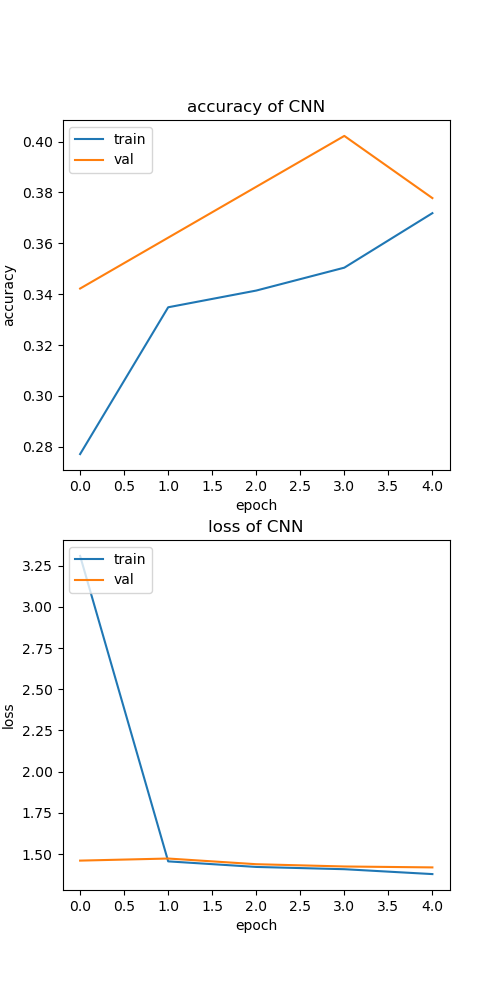 accuracy of CNN
train
val
0.40
0.38
0.36
0.34
0.32
0.30
0.28
accuracy
0.0 0.5 1.0 1.5 2.0 2.5 3.0 3.5 4.0
epoch
loss of CNN
train
val
3.25
3.00
2.75
2.50
2.25
2.00
1.75
1.50
loss
0.0 0.5 1.0 1.5 2.0 2.5 3.0 3.5 4.0
epoch